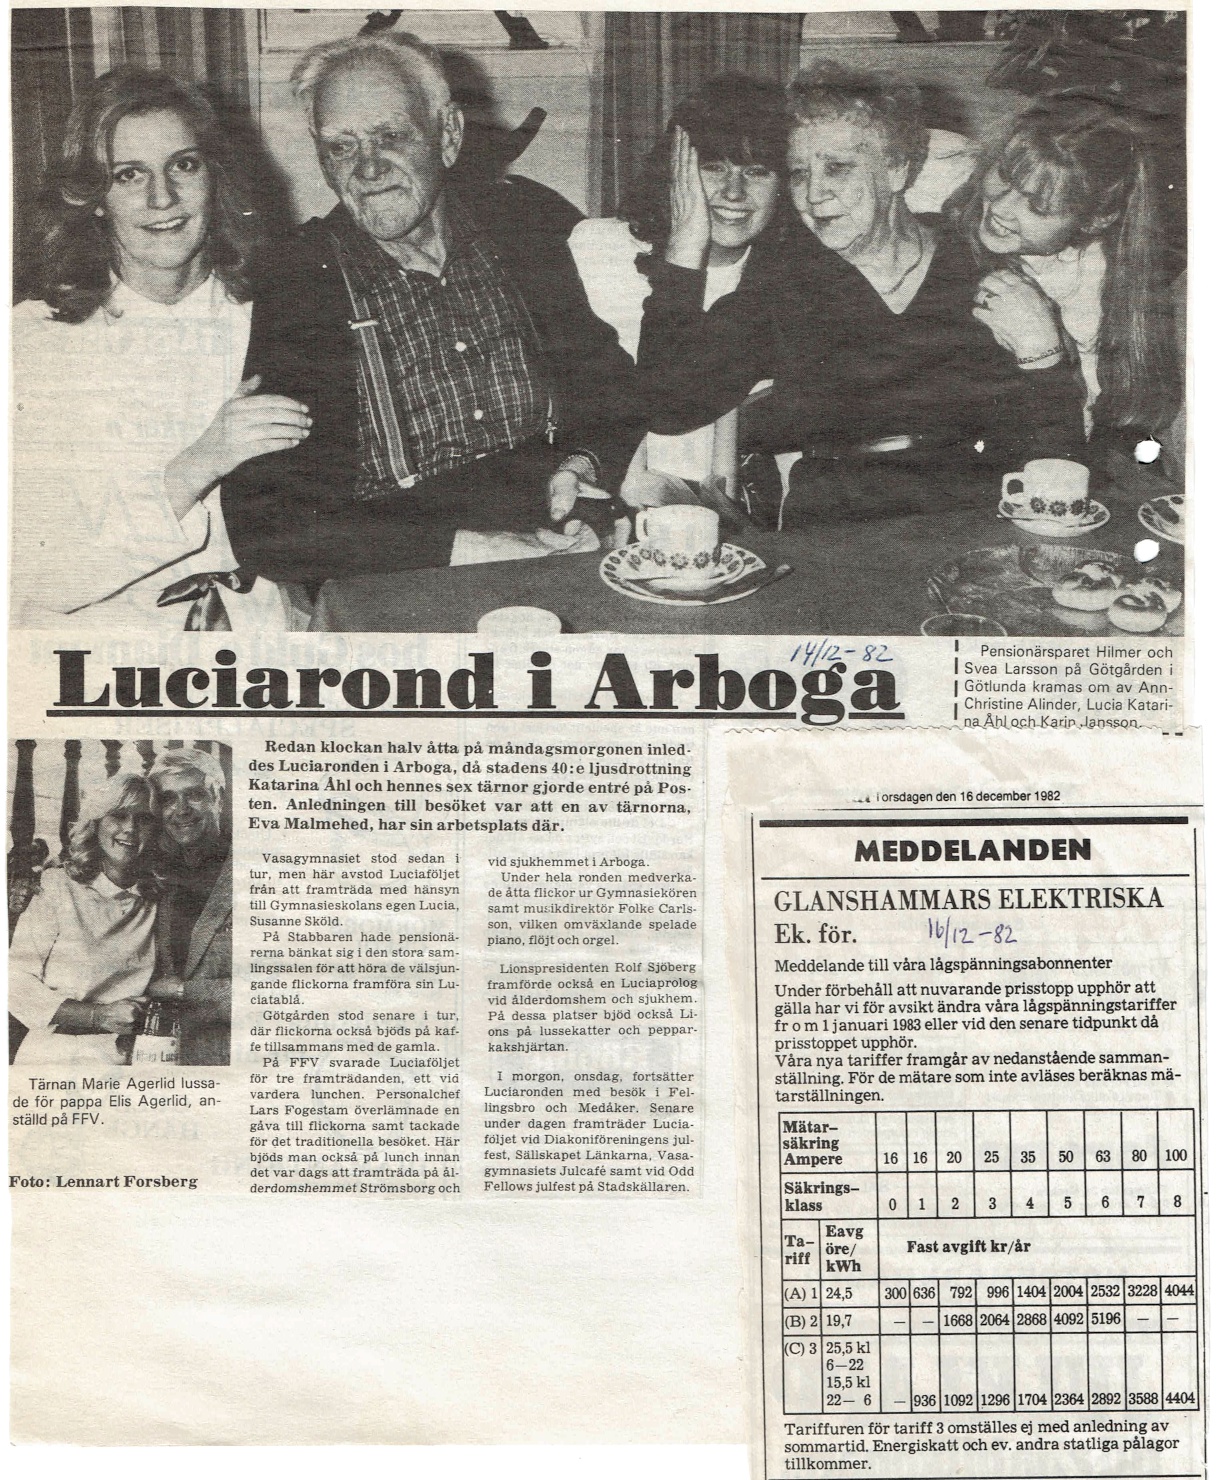 14/12-82
Luciarond i Arboga
Pensionärsparet Hilmer och
Svea Larsson på Götgården i
Götlunda kramas om av Ann-
Christine Alinder, Lucia Katari-
na Åhl och Karin Jansson.
Redan klockan halv åtta på måndagsmorgonen inled-
des Luciaronden i Arboga, då stadens 40:e ljusdrottning
Katarina Åhl och hennes sex tärnor gjorde entré på Pos-
ten. Anledningen till besöket var att en av tärnorna,
Eva Malmehed, har sin arbetsplats där.
Vasagymnasiet stod sedan i
tur, men här avstod Luciaföljet
från att framträda med hänsyn
till Gymnasieskolans egen Lucia,
Susanne Sköld.
På Stabbaren hade pensionä-
rerna bänkat sig i den stora sam-
lingssalen för att höra de välsjun-
gande flickorna framföra sin Lu-
ciatablå.
Götgården stod senare i tur,
där flickorna också bjöds på kaf-
fe tillsammans med de gamla.
På FFV svarade Luciaföljet
för tre framträdanden, ett vid
vardera lunchen. Personalchef
Lars Fogestam överlämnade en
gåva till flickorna samt tackade
för det traditionella besöket. Här
bjöds man också på lunch innan
det var dags att framträda på ål-
derdomshemmet Strömsborg och
vid sjukhemmet i Arboga.
Under hela ronden medverka-
de åtta flickor ur Gymnasiekören
samt musikdirektör Folke Carls-
son, vilken omväxlande spelade
piano, flöjt och orgel.
Lionspresidenten Rolf Sjöberg
framförde också en Luciaprolog
vid ålderdomshem och sjukhem.
På dessa platser bjöd också Li-
ons på lussekatter och peppar-
kakshjärtan.
I morgon, onsdag, fortsätter
Luciaronden med besök i Fel-
lingsbro och Medåker. Senare
under dagen framträder Lucia-
följet vid Diakoniföreningens jul-
fest, Sällskapet Länkarna, Vasa-
gymnasiets Julcafé samt vid Odd
Fellows julfest på Stadskällaren.
Tärnan Marie Agerlid lussa-
de för pappa Elis Agerlid, an-
ställd på FFV.
Foto: Lennart Forsberg
Torsdagen den 16 december 1982
MEDDELANDEN
GLANSHAMMARS ELEKTRISKA
Ek. för. 16/12-82
Meddelande till våra lågspänningsabonnenter
Under förbehåll att nuvarande prisstopp upphör att
gälla har vi för avsikt ändra våra lågspänningstariffer
fr o m 1 januari 1983 eller vid den senare tidpunkt då
prisstoppet upphör.
Våra nya tariffer framgår av nedanstående samman-
ställning. För de mätare som inte avläses beräknas mä-
tarställningen.
Mätar-
säkring
Ampere 16 16 20 25 35 50 63 80 100
Säkrings-
klass 0 1 2 3 4 5 6 7 8
Ta-
riff
Eavg
öre/
kWh
Fast avgift kr/år
(A) 1 24,5 300 636 792 996 1404 2004 2532 3228 4044
(B) 2 19,7 — — 1668 2064 2868 4092 5196 — —
(C) 3 25,5 kl
6—22
15,5 kl
22— 6 — 936 1092 1296 1704 2364 2892 3588 4404
Tariffuren för tariff 3 omställes ej med anledning av
sommartid. Energiskatt och ev. andra statliga pålagor
tillkommer.